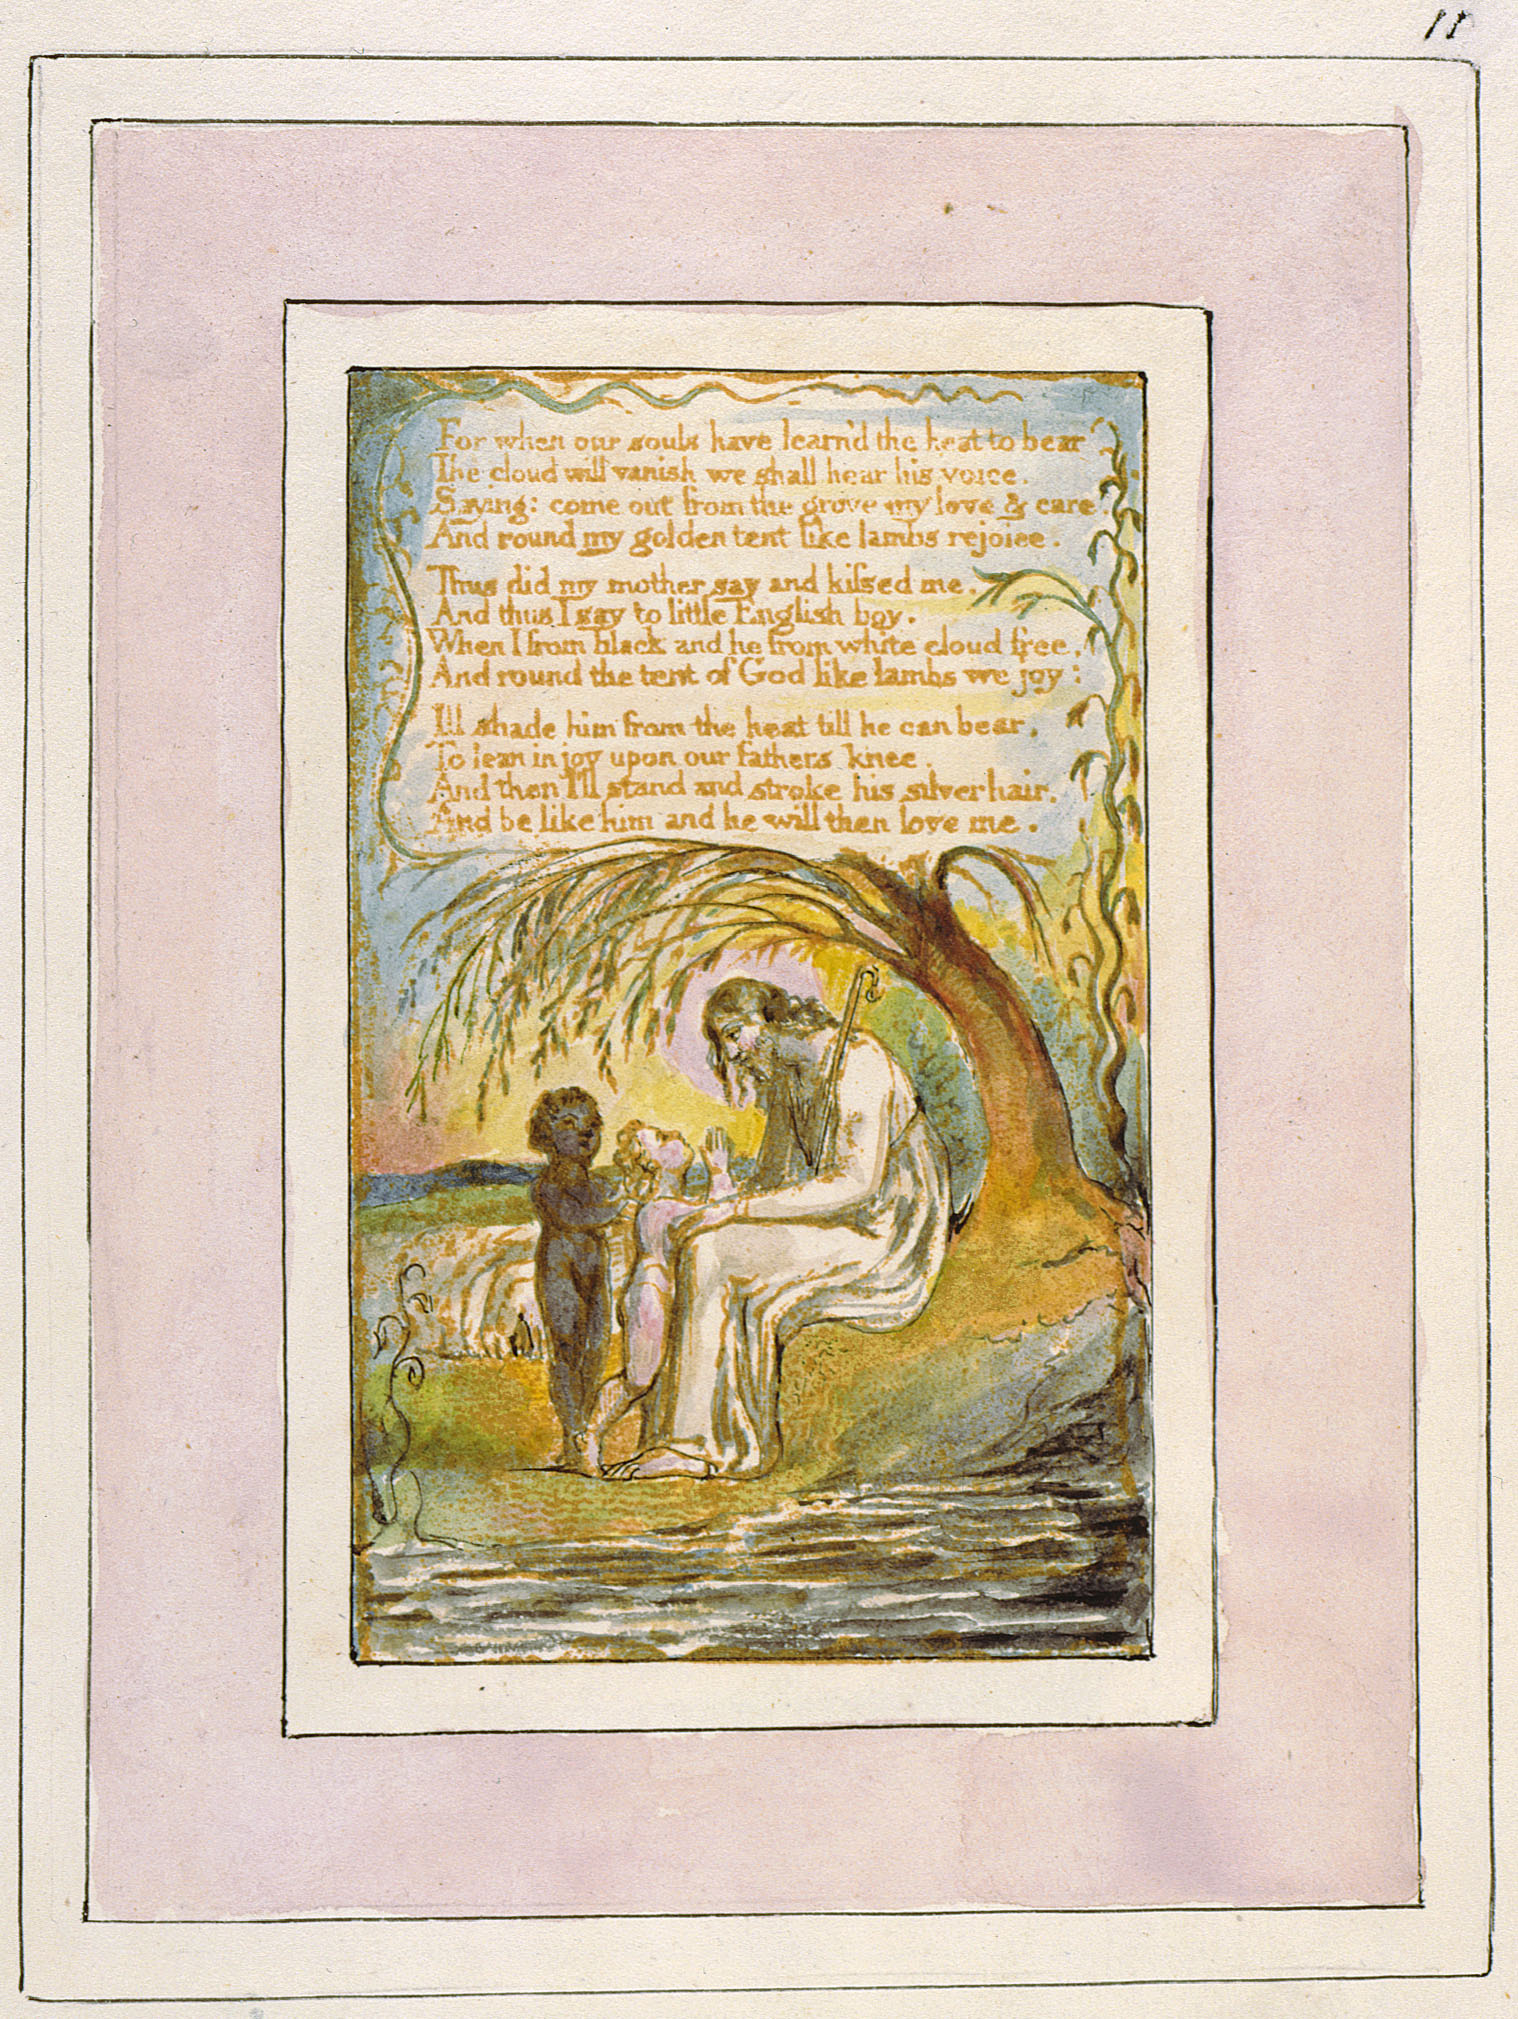 11
For when our souls have learn'd the heat to bear
The cloud will vanish we shall hear his voice.
Saying: come out from the grove my love & care.
And round my golden tent like lambs rejoice.
Thus did my mother say and kiſsed me.
And thus I say to little English boy.
When I from black and he from white cloud free,
And round the tent of God like lambs we joy:
Ill shade him from the heat till he can bear,
To lean in joy upon our fathers knee.
And then I'll stand and stroke his silver hair,
And be like him and he will then love me.